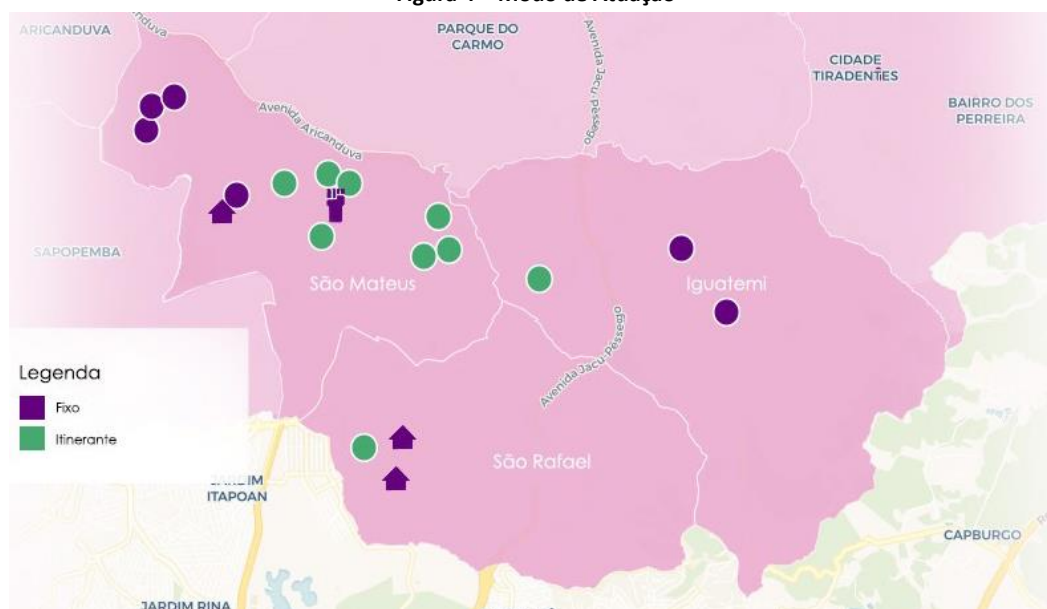 ARICANDUVA
Avenida Aricanduva
PARQUE DO
CARMO
Avenida Jacu-Pêssego
CIDADE
TIRADENTES
BAIRRO DOS
PERREIRA
SAPOPEMBA
São Mateus
Iguatemi
Avenida Jacu-Pêssego
Legenda
Fixo
Itinerante
São Rafael
ITAPOAN
CAPBURGO
JARDIM RINA